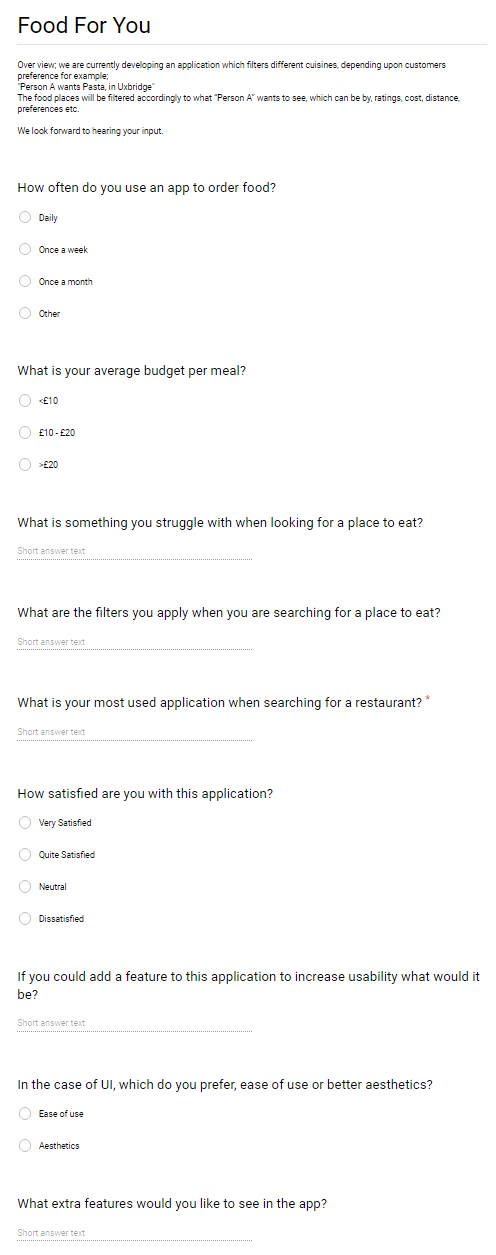 Food For You
Over view; we are currently developing an application which filters different cuisines, depending upon customers
preference for example;
"Person A wants Pasta, in Uxbridge"
The food places will be filtered accordingly to what "Person A" wants to see, which can be by, ratings, cost, distance,
preferences etc.
We look forward to hearing your input.
How often do you use an app to order food?
Daily
Once a week
Once a month
Other
What is your average budget per meal?
<£10
£10 - £20
>£20
What is something you struggle with when looking for a place to eat?
Short answer text
What are the filters you apply when you are searching for a place to eat?
Short answer text
What is your most used application when searching for a restaurant? *
Short answer text
How satisfied are you with this application?
Very Satisfied
Quite Satisfied
Neutral
Dissatisfied
If you could add a feature to this application to increase usability what would it
be?
Short answer text
In the case of UI, which do you prefer, ease of use or better aesthetics?
Ease of use
Aesthetics
What extra features would you like to see in the app?
Short answer text